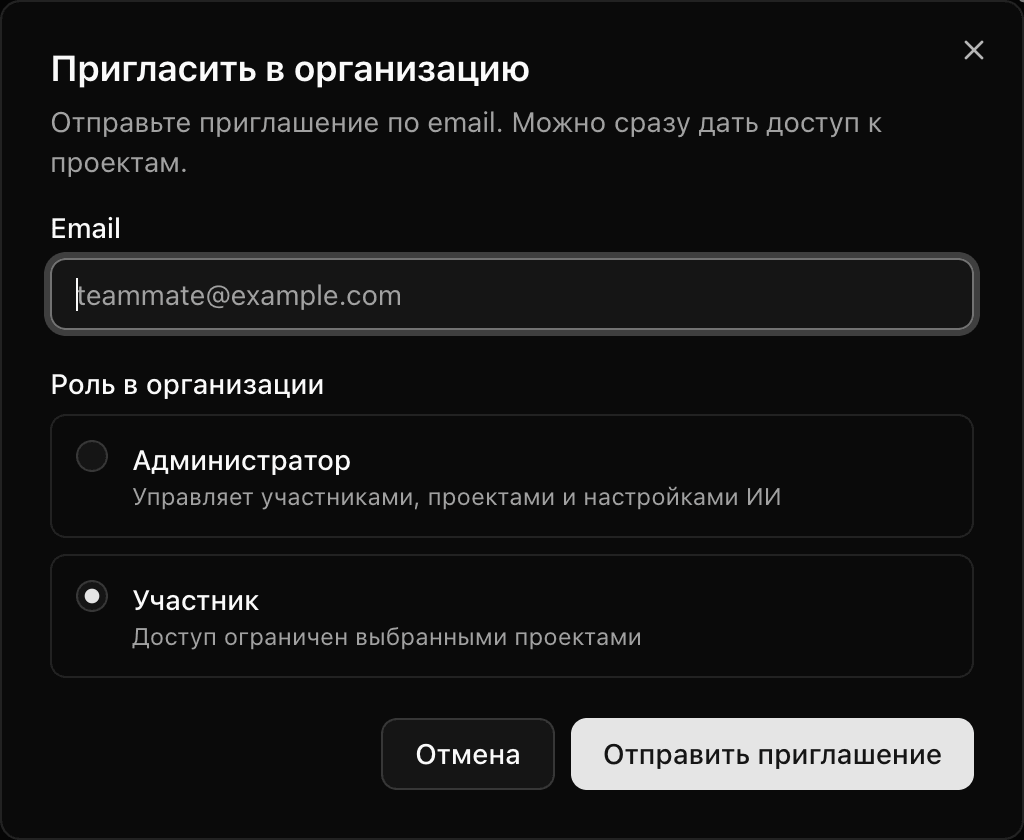 Пригласить в организацию
Отправьте приглашение по email. Можно сразу дать доступ к
проектам.
Email
teammate@example.com
Роль в организации
Администратор
Управляет участниками, проектами и настройками ИИ
Участник
Доступ ограничен выбранными проектами
Отмена
Отправить приглашение